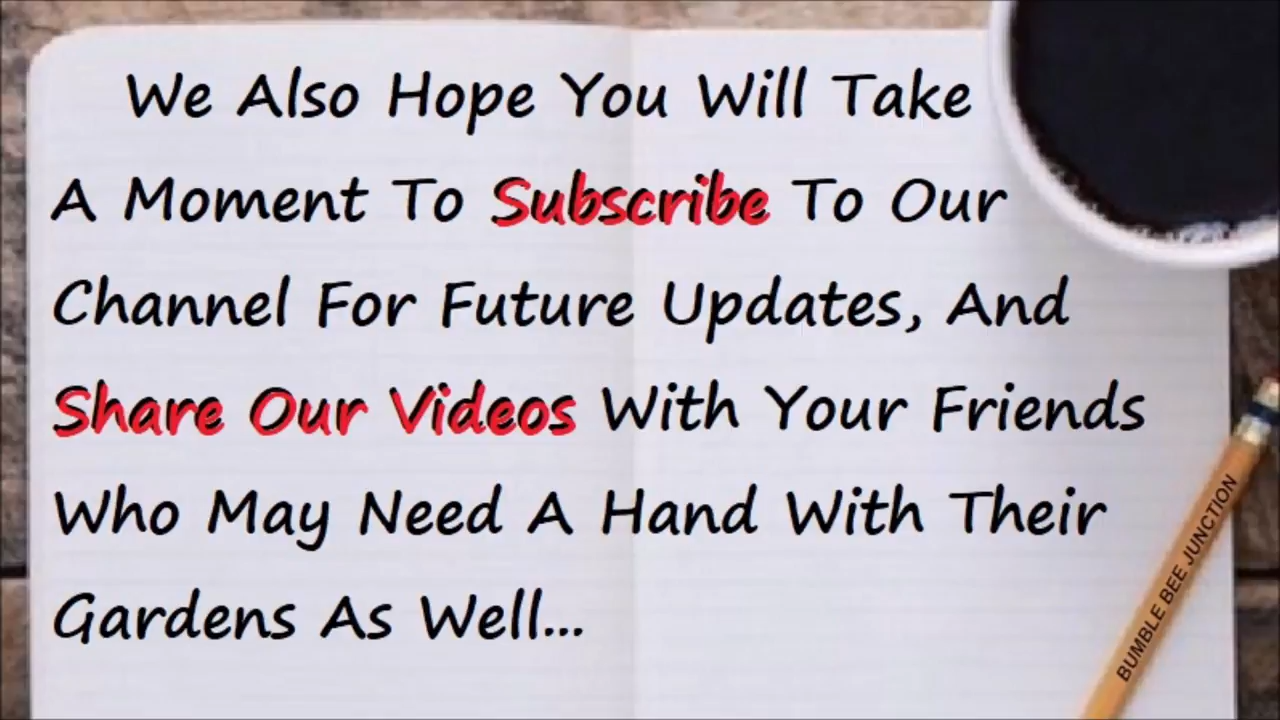 We Also Hope You Will Take
A Moment To Subscribe To Our
Channel For Future Updates, And
Share Our Videos With Your Friends
Who May Need A Hand With Their
Gardens As Well...
BUMBLE BEE JUNCTION